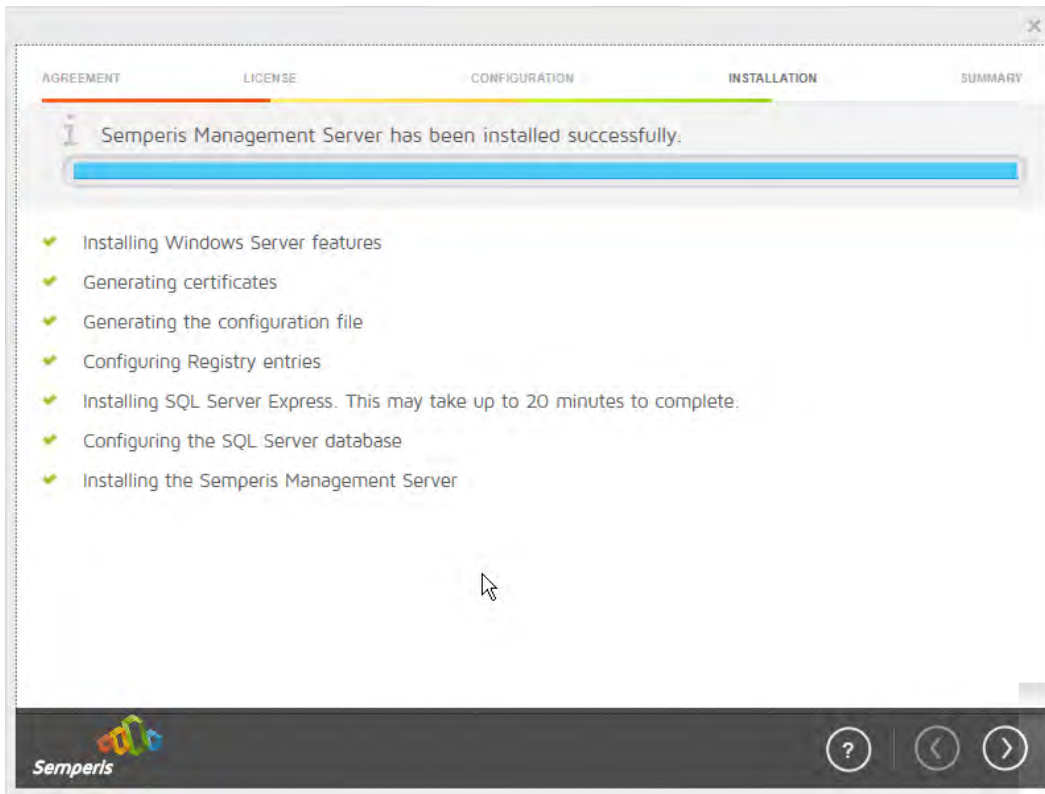 AGREEMENT LICENSE CONFIGURATION INSTALLATION SUMMARY
Semperis Management Server has been installed successfully.
Installing Windows Server features
Generating certificates
Generating the configuration file
Configuring Registry entries
Installing SQL Server Express. This may take up to 20 minutes to complete.
Configuring the SQL Server database
Installing the Semperis Management Server
Semperis
?